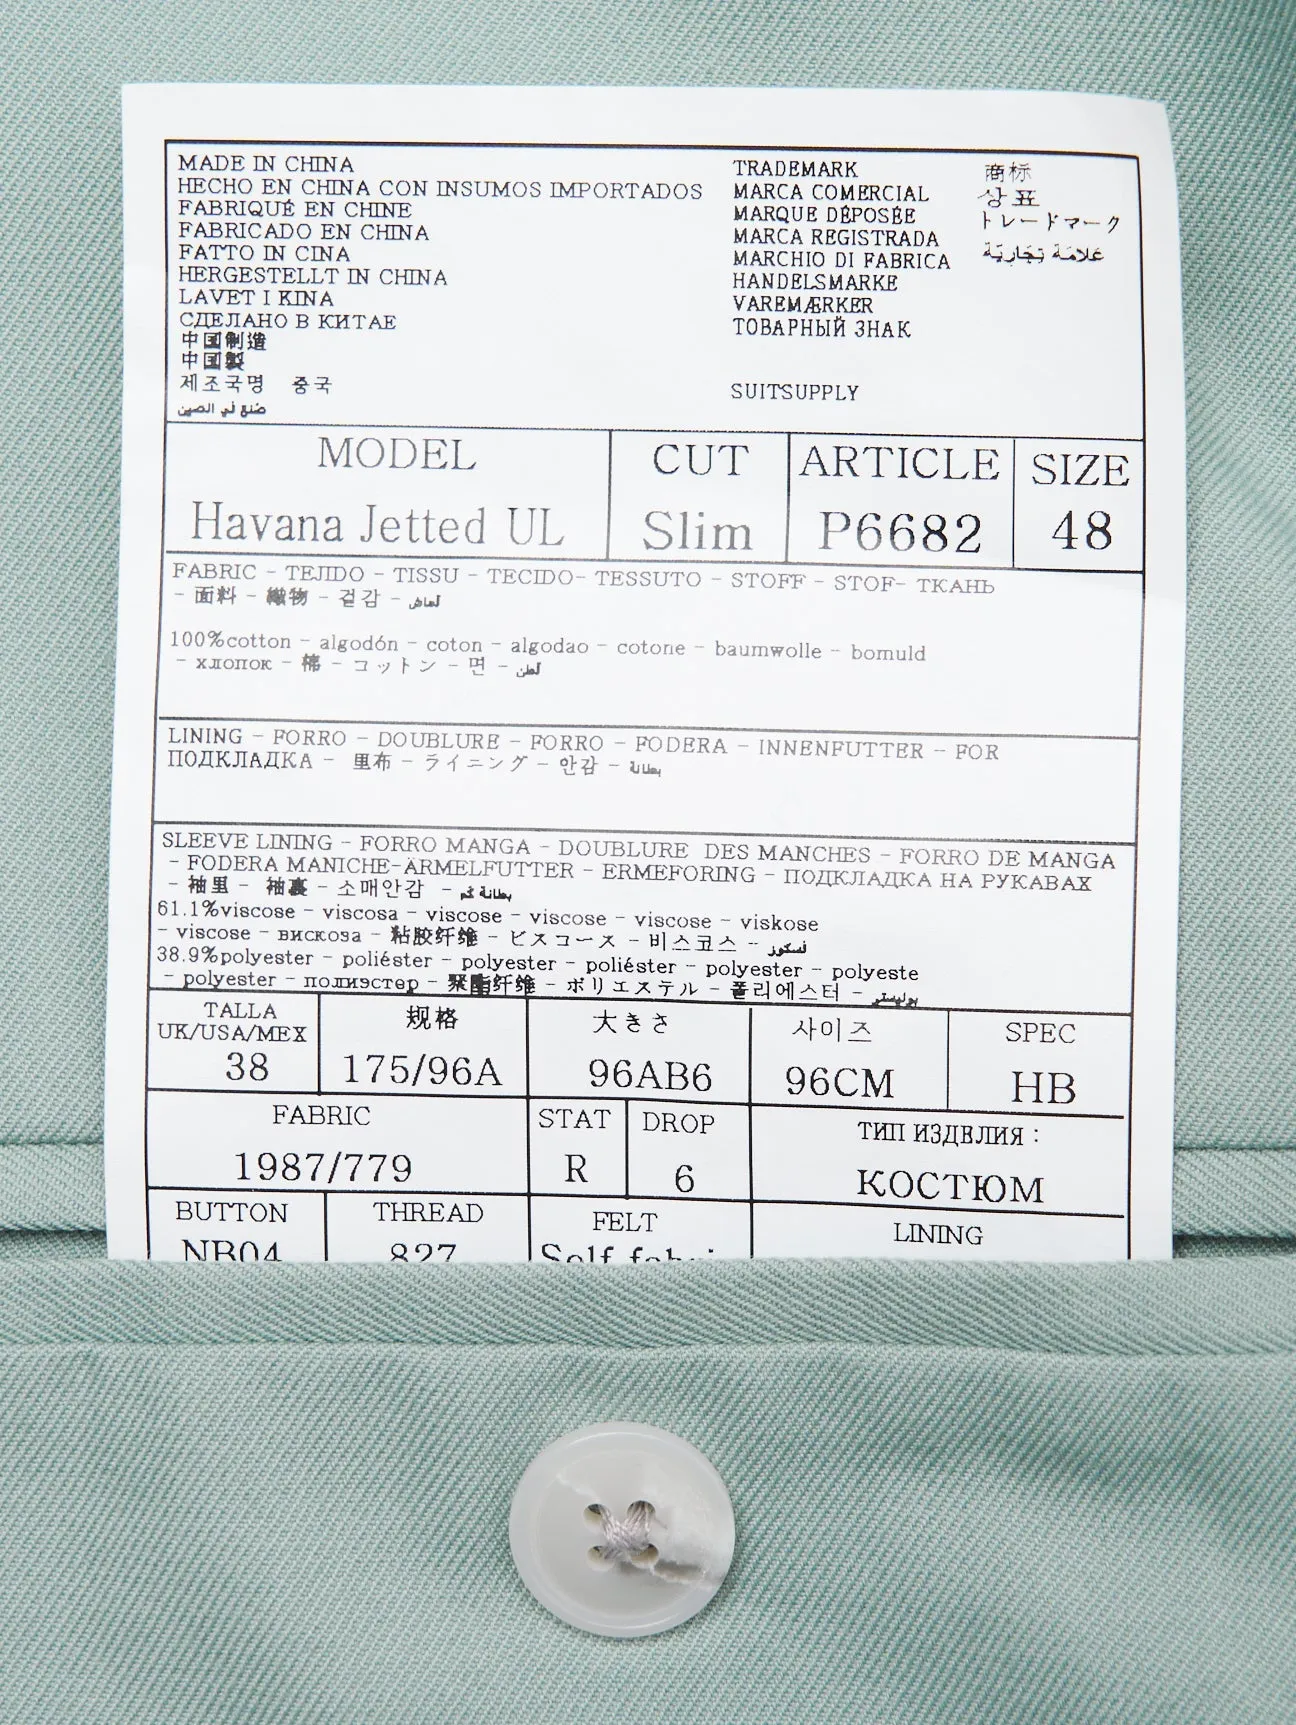 MADE IN CHINA
HECHO EN CHINA CON INSUMOS IMPORTADOS
FABRIQUÉ EN CHINE
FABRICADO EN CHINA
FATTO IN CINA
HERGESTELLT IN CHINA
LAVET I KINA
СДЕЛАНО В КИТАЕ
中国制造
中国製
제조국명 중국
صنع في الصين
TRADEMARK
MARCA COMERCIAL
MARQUE DÉPOSÉE
MARCA REGISTRADA
MARCHIO DI FABRICA
HANDELSMARKE
VAREMÆRKER
ТОВАРНЫЙ ЗНАК
商标
상표
トレードマーク
عَلامَة تِجَارِيَّة
SUITSUPPLY
MODEL
Havana Jetted UL
CUT
Slim
ARTICLE
P6682
SIZE
48
FABRIC - TEJIDO - TISSU - TECIDO- TESSUTO - STOFF - STOF- ТКАНЬ
- 面料 - 織物 - 겉감 -
100%cotton - algodón - coton - algodao - cotone - baumwolle - bomuld
- хлопок - 棉 - コットン - 면 -
LINING - FORRO - DOUBLURE - FORRO - FODERA - INNENFUTTER - FOR
ПОДКЛАДКА - 里布 - ライニング - 안감 - بطانة
SLEEVE LINING - FORRO MANGA - DOUBLURE DES MANCHES - FORRO DE MANGA
- FODERA MANICHE-ÄRMELFUTTER - ERMEFORING - ПОДКЛАДКА НА РУКАВАХ
- 袖里 - 袖裏 - 소매안감 - بطانة كم
61.1%viscose - viscosa - viscose - viscose - viscose - viskose
- viscose - вискоза - 粘胶纤维 - ビスコース - 비스코스 - فسكوز
38.9%polyester - poliéster - polyester - poliéster - polyester - polyeste
- polyester - полиэстер - 聚酯纤维 - ポリエステル - 폴리에스터 -
TALLA
UK/USA/MEX
38
规格
175/96A
大きさ
96AB6
사이즈
96CM
SPEC
HB
FABRIC
1987/779
STAT
R
DROP
6
ТИП ИЗДЕЛИЯ :
КОСТЮМ
BUTTON
NB04
THREAD
827
FELT
Self fabri
LINING